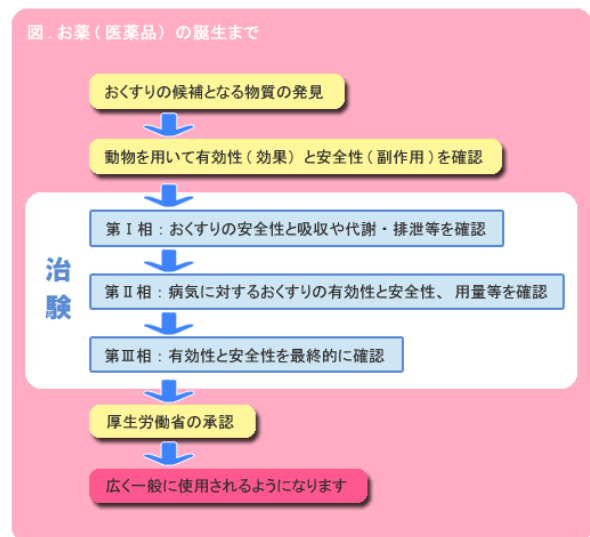 図.お薬(医薬品)の誕生まで
おくすりの候補となる物質の発見
動物を用いて有効性(効果)と安全性(副作用)を確認
治験
第Ⅰ相:おくすりの安全性と吸収や代謝・排泄等を確認
第Ⅱ相:病気に対するおくすりの有効性と安全性、用量等を確認
第Ⅲ相:有効性と安全性を最終的に確認
厚生労働省の承認
広く一般に使用されるようになります